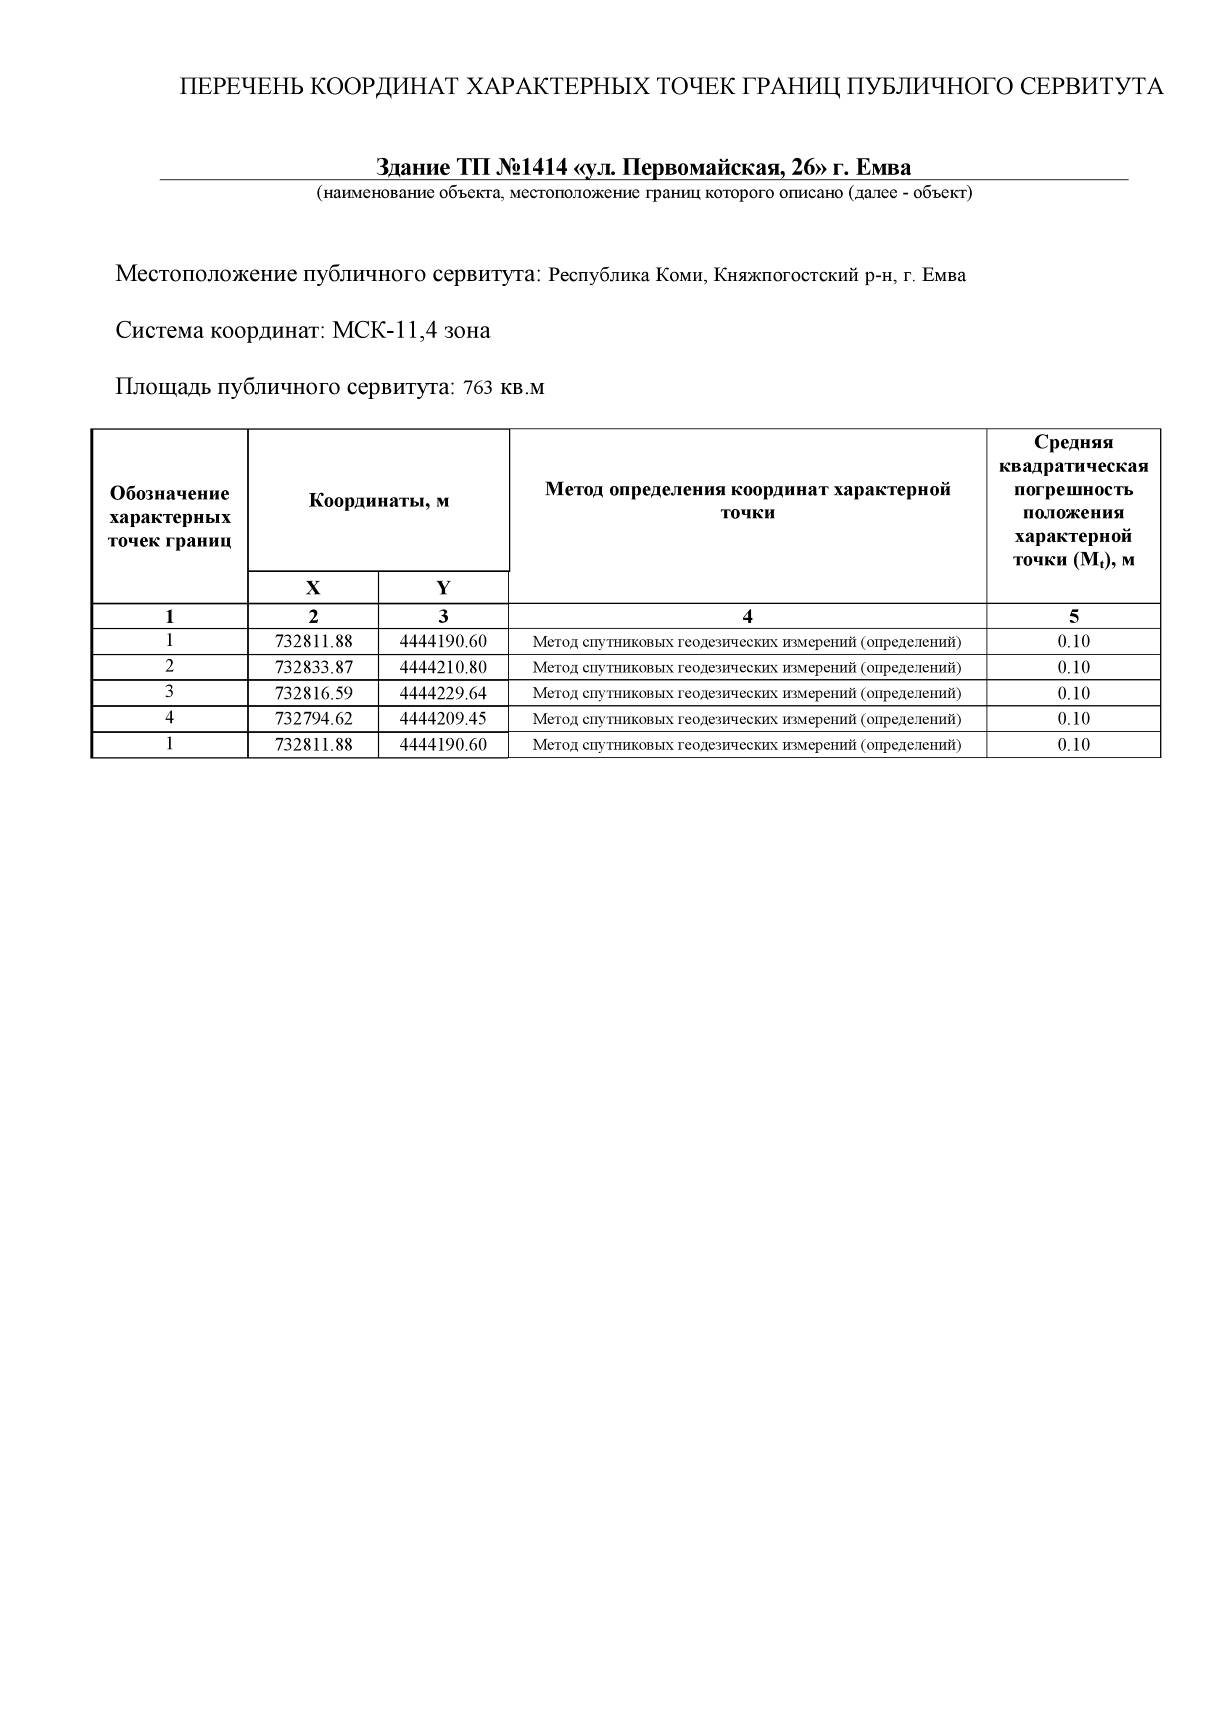 ПЕРЕЧЕНЬ КООРДИНАТ ХАРАКТЕРНЫХ ТОЧЕК ГРАНИЦ ПУБЛИЧНОГО СЕРВИТУТА
Здание ТП №1414 «ул. Первомайская, 26» г. Емва
(наименование объекта, местоположение границ которого описано (далее - объект)
Местоположение публичного сервитута: Республика Коми, Княжпогостский р-н, г. Емва
Система координат: МСК-11,4 зона
Площадь публичного сервитута: 763 кв.м
Обозначение
характерных
точек границ
Координаты, м
Метод определения координат характерной
точки
Средняя
квадратическая
погрешность
положения
характерной
точки (Mt), м
X Y
1 2 3 4 5
1 732811.88 4444190.60 Метод спутниковых геодезических измерений (определений) 0.10
2 732833.87 4444210.80 Метод спутниковых геодезических измерений (определений) 0.10
3 732816.59 4444229.64 Метод спутниковых геодезических измерений (определений) 0.10
4 732794.62 4444209.45 Метод спутниковых геодезических измерений (определений) 0.10
1 732811.88 4444190.60 Метод спутниковых геодезических измерений (определений) 0.10